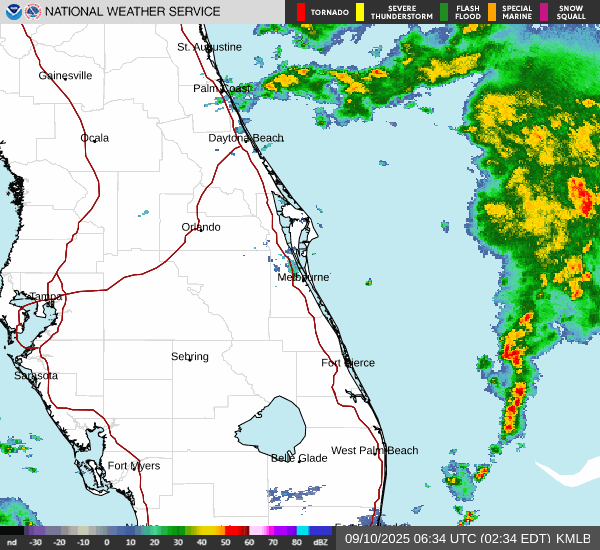 NATIONAL WEATHER SERVICE
TORNADO
SEVERE THUNDERSTORM
FLASH FLOOD
SPECIAL MARINE
SNOW SQUALL
St. Augustine
Gainesville
Palm Coast
Ocala
Daytona Beach
Orlando
Melbourne
Tampa
Sebring
Fort Pierce
Sarasota
West Palm Beach
Belle Glade
Fort Myers
nd -30 -20 -10 0 10 20 30 40 50 60 70 80 dBZ
09/10/2025 06:34 UTC (02:34 EDT) KMLB